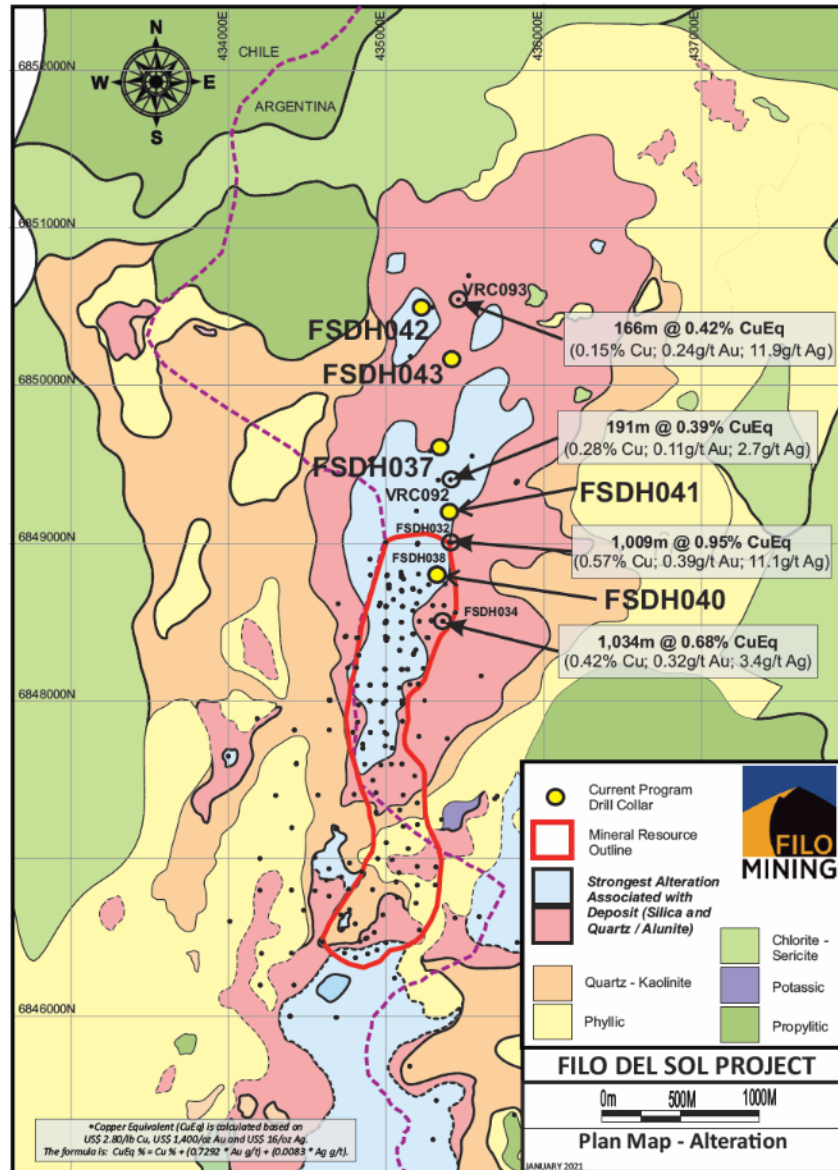 434000E
435000E
436000E
437000E
6852000N
CHILE
ARGENTINA
N
W
E
S
6851000N
VRC093
FSDH042
166m @ 0.42% CuEq
(0.15% Cu; 0.24g/t Au; 11.9g/t Ag)
FSDH043
6850000N
191m @ 0.39% CuEq
(0.28% Cu; 0.11g/t Au; 2.7g/t Ag)
FSDH037
VRC092
FSDH041
FSDH032
6849000N
1,009m @ 0.95% CuEq
(0.57% Cu; 0.39g/t Au; 11.1g/t Ag)
FSDH038
FSDH040
FSDH034
1,034m @ 0.68% CuEq
(0.42% Cu; 0.32g/t Au; 3.4g/t Ag)
6848000N
Current Program
Drill Collar
Mineral Resource
Outline
FILO
MINING
Strongest Alteration
Associated with
Deposit (Silica and
Quartz / Alunite)
Chlorite -
Sericite
Quartz - Kaolinite
Potassic
Phyllic
Propylitic
6846000N
FILO DEL SOL PROJECT
0m 500M 1000M
Plan Map - Alteration
JANUARY 2021
*Copper Equivalent (CuEq) is calculated based on
US$ 2.80/lb Cu, US$ 1,400/oz Au and US$ 16/oz Ag.
The formula is: CuEq % = Cu % + (0.7292 * Au g/t) + (0.0083 * Ag g/t).